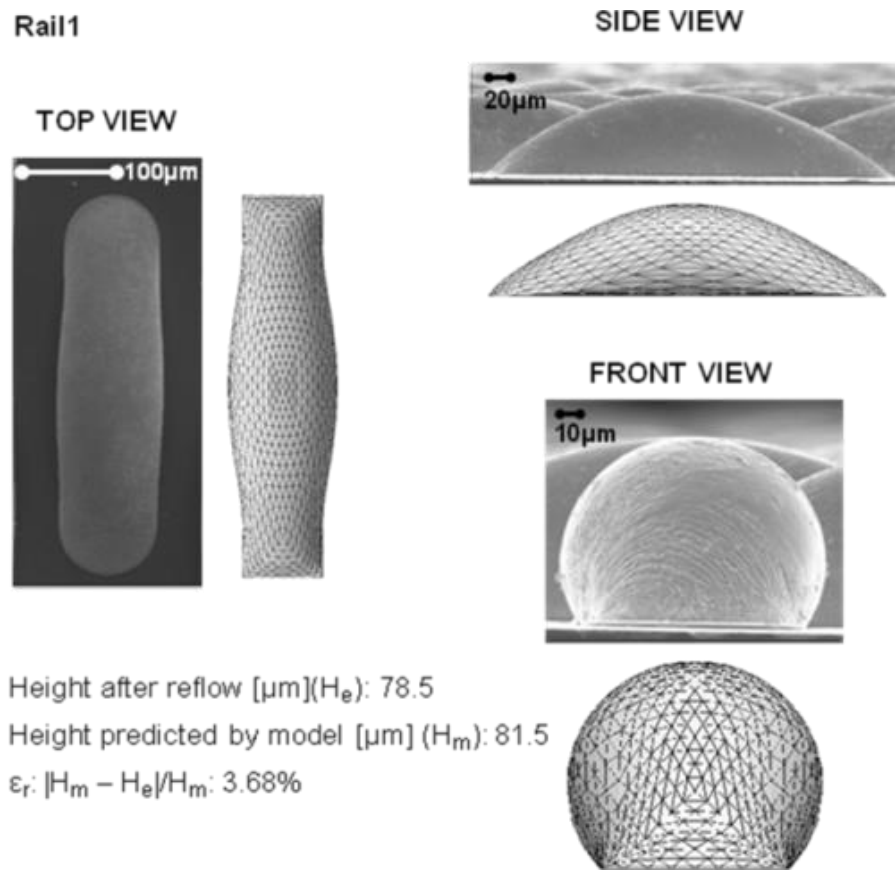 Rail1
TOP VIEW
100µm
SIDE VIEW
20µm
FRONT VIEW
10µm
Height after reflow [µm](He): 78.5
Height predicted by model [µm] (Hm): 81.5
εr: |Hm – He|/Hm: 3.68%